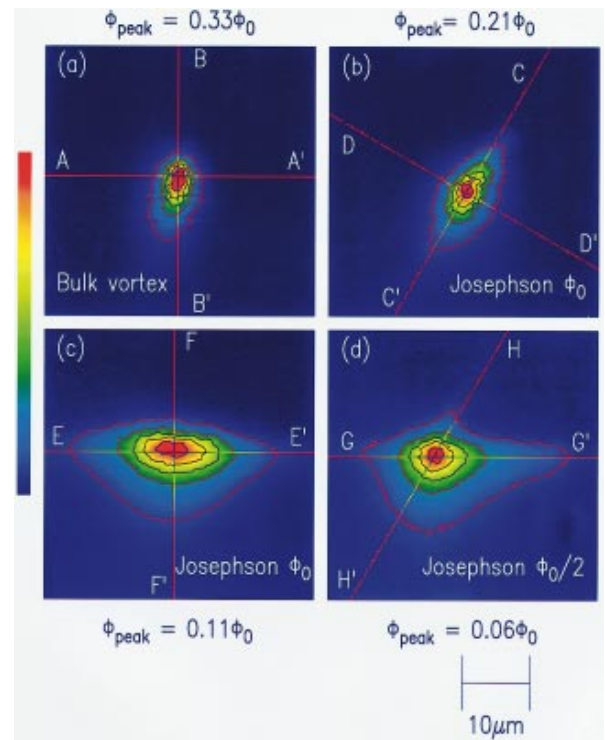 Φpeak = 0.33Φ0
Φpeak= 0.21Φ0
(a)
B
A
A'
Bulk vortex
B'
(b)
C
D
D'
C'
Josephson Φ0
(c)
F
E
E'
F'
Josephson Φ0
(d)
H
G
G'
H'
Josephson Φ0/2
Φpeak = 0.11Φ0
Φpeak = 0.06Φ0
10μm